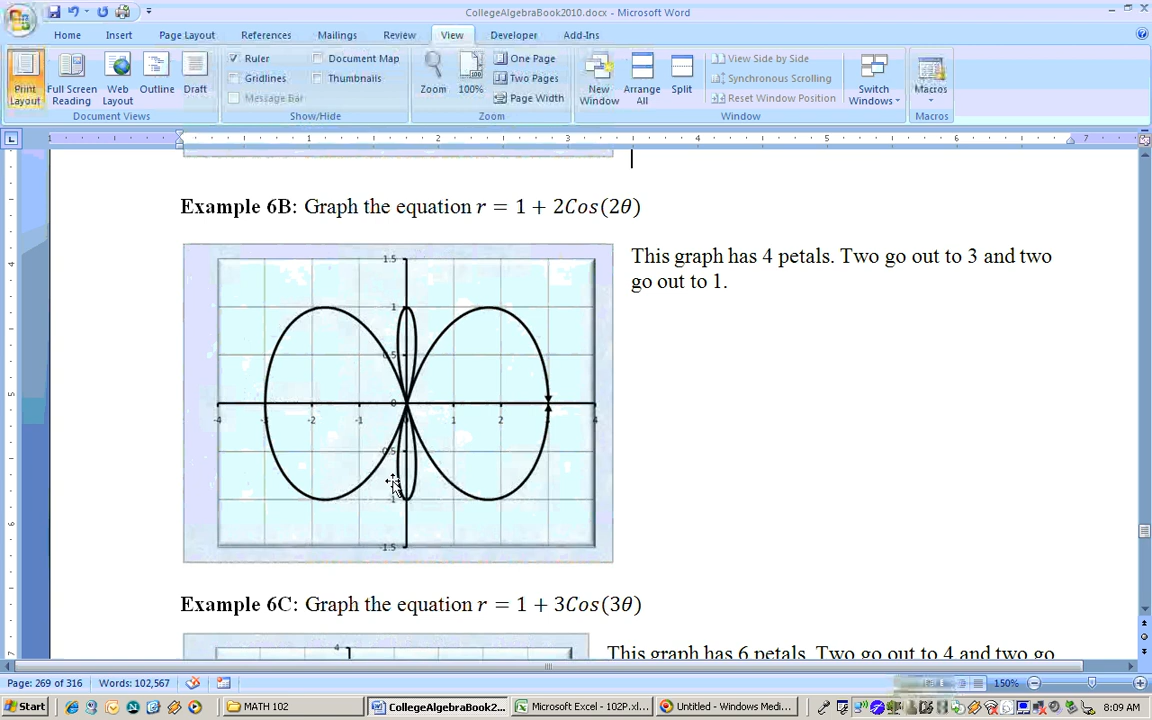 CollegeAlgebraBook2010.docx - Microsoft Word
Home Insert Page Layout References Mailings Review View Developer Add-Ins
Print Layout
Full Screen Reading
Web Layout
Outline
Draft
Document Views
Ruler
Gridlines
Message Bar
Document Map
Thumbnails
Show/Hide
Zoom
100%
One Page
Two Pages
Page Width
Zoom
New Window
Arrange All
Split
View Side by Side
Synchronous Scrolling
Reset Window Position
Window
Switch Windows
Macros
Macros
1 1 2 3 4 5 6 7
Example 6B: Graph the equation r = 1 + 2Cos(2θ)
1.5
1
0.5
0
-4 -2 -1 1 2 4
-1
-1.5
This graph has 4 petals. Two go out to 3 and two
go out to 1.
Example 6C: Graph the equation r = 1 + 3Cos(3θ)
4
This graph has 6 petals. Two go out to 4 and two go
Page: 269 of 316 Words: 102,567 150%
Start MATH 102 CollegeAlgebraBook2... Microsoft Excel - 102P.xl... Untitled - Windows Medi... 8:09 AM